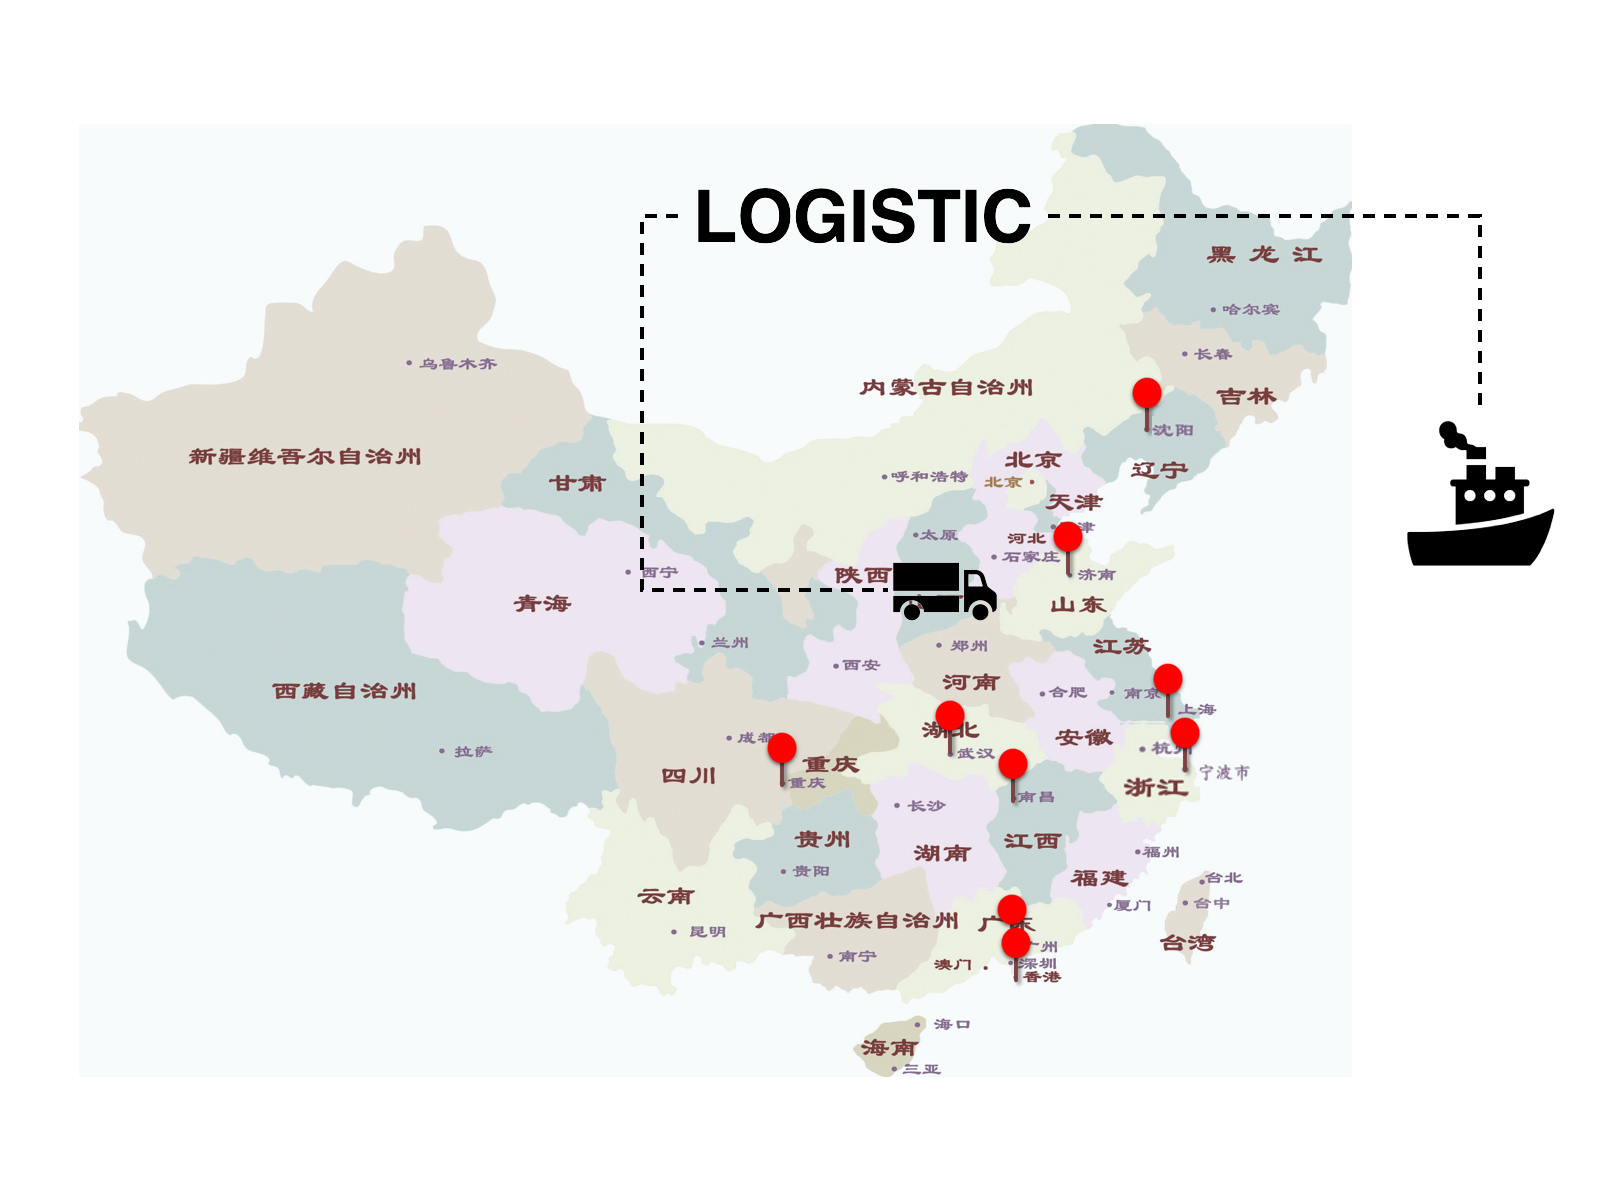 LOGISTIC
黑龙江
哈尔宾
长春
吉林
乌鲁木齐
内蒙古自治州
沈阳
辽宁
新疆维吾尔自治州
甘肃
呼和浩特
北京
北京
天津
津
太原
河北
石家庄
济南
西宁
陕西
青海
山东
兰州
郑州
江苏
西安
西藏自治州
河南
合肥
南京
上海
湖北
安徽
成都
武汉
杭州
拉萨
四川
重庆
重庆
宁波市
浙江
南昌
长沙
贵州
湖南
江西
福州
贵阳
福建
台北
云南
厦门
台中
广西壮族自治州
广东
昆明
台湾
广州
南宁
澳门
深圳
香港
海口
海南
三亚